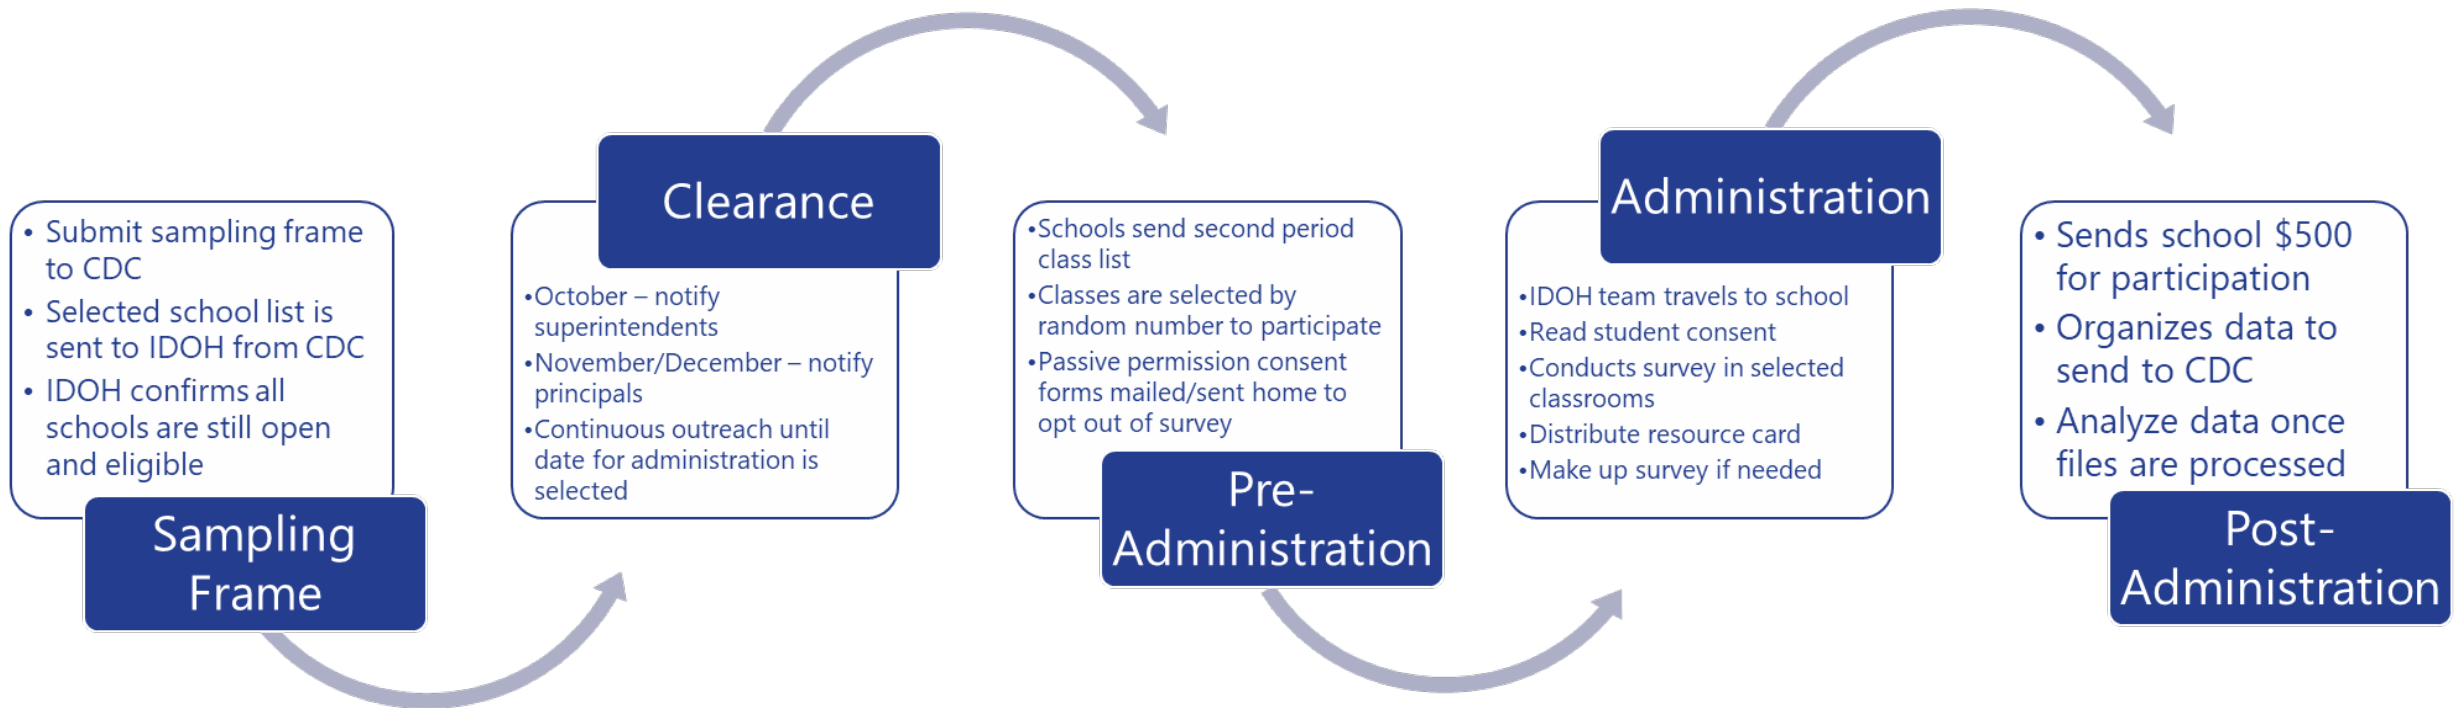 • Submit sampling frame
to CDC
• Selected school list is
sent to IDOH from CDC
• IDOH confirms all
schools are still open
and eligible
Sampling
Frame
Clearance
•October – notify
superintendents
•November/December – notify
principals
•Continuous outreach until
date for administration is
selected
•Schools send second period
class list
•Classes are selected by
random number to participate
•Passive permission consent
forms mailed/sent home to
opt out of survey
Pre-
Administration
Administration
•IDOH team travels to school
•Read student consent
•Conducts survey in selected
classrooms
•Distribute resource card
•Make up survey if needed
• Sends school $500
for participation
• Organizes data to
send to CDC
• Analyze data once
files are processed
Post-
Administration